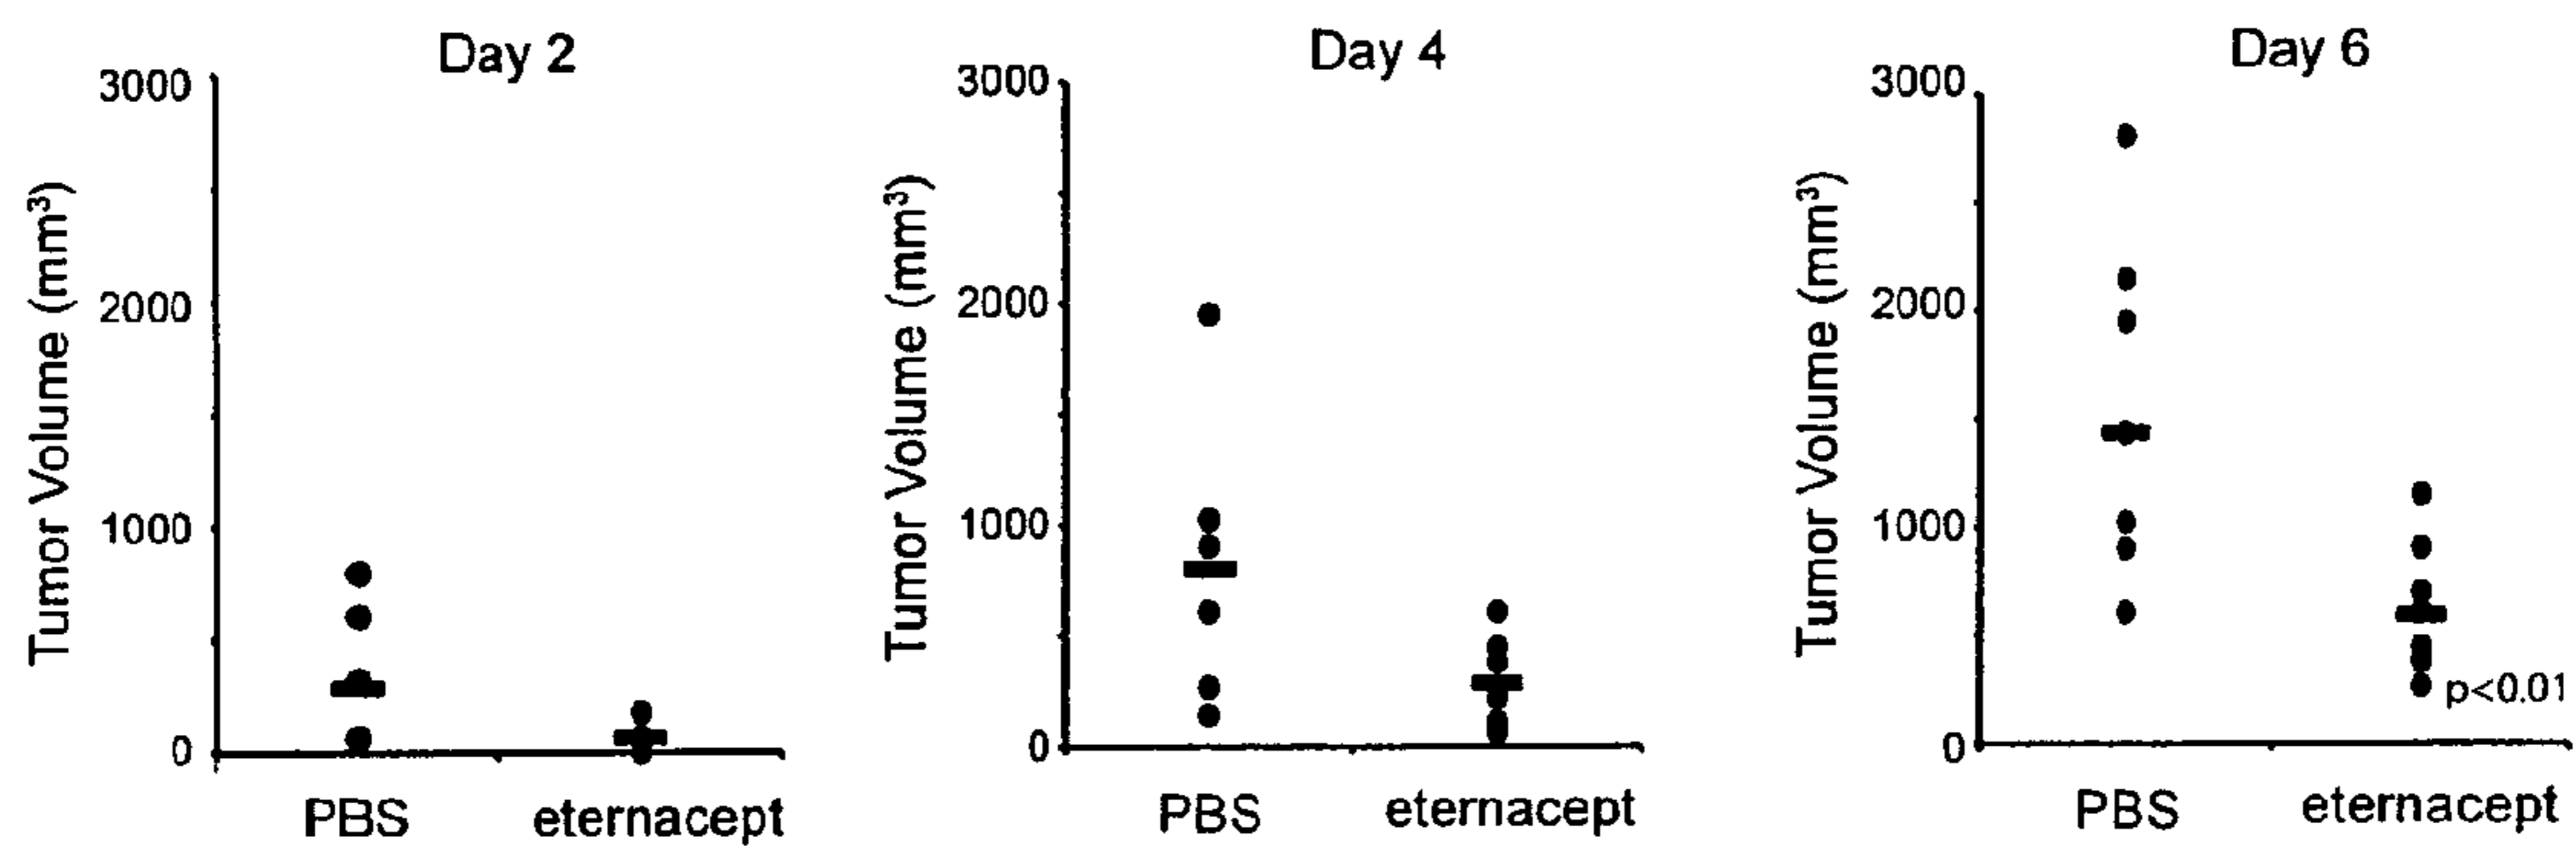 Day 2
Tumor Volume (mm³)
3000
2000
1000
0
PBS eternacept
Day 4
Tumor Volume (mm³)
3000
2000
1000
0
PBS eternacept
Day 6
Tumor Volume (mm³)
3000
2000
1000
0
p<0.01
PBS eternacept